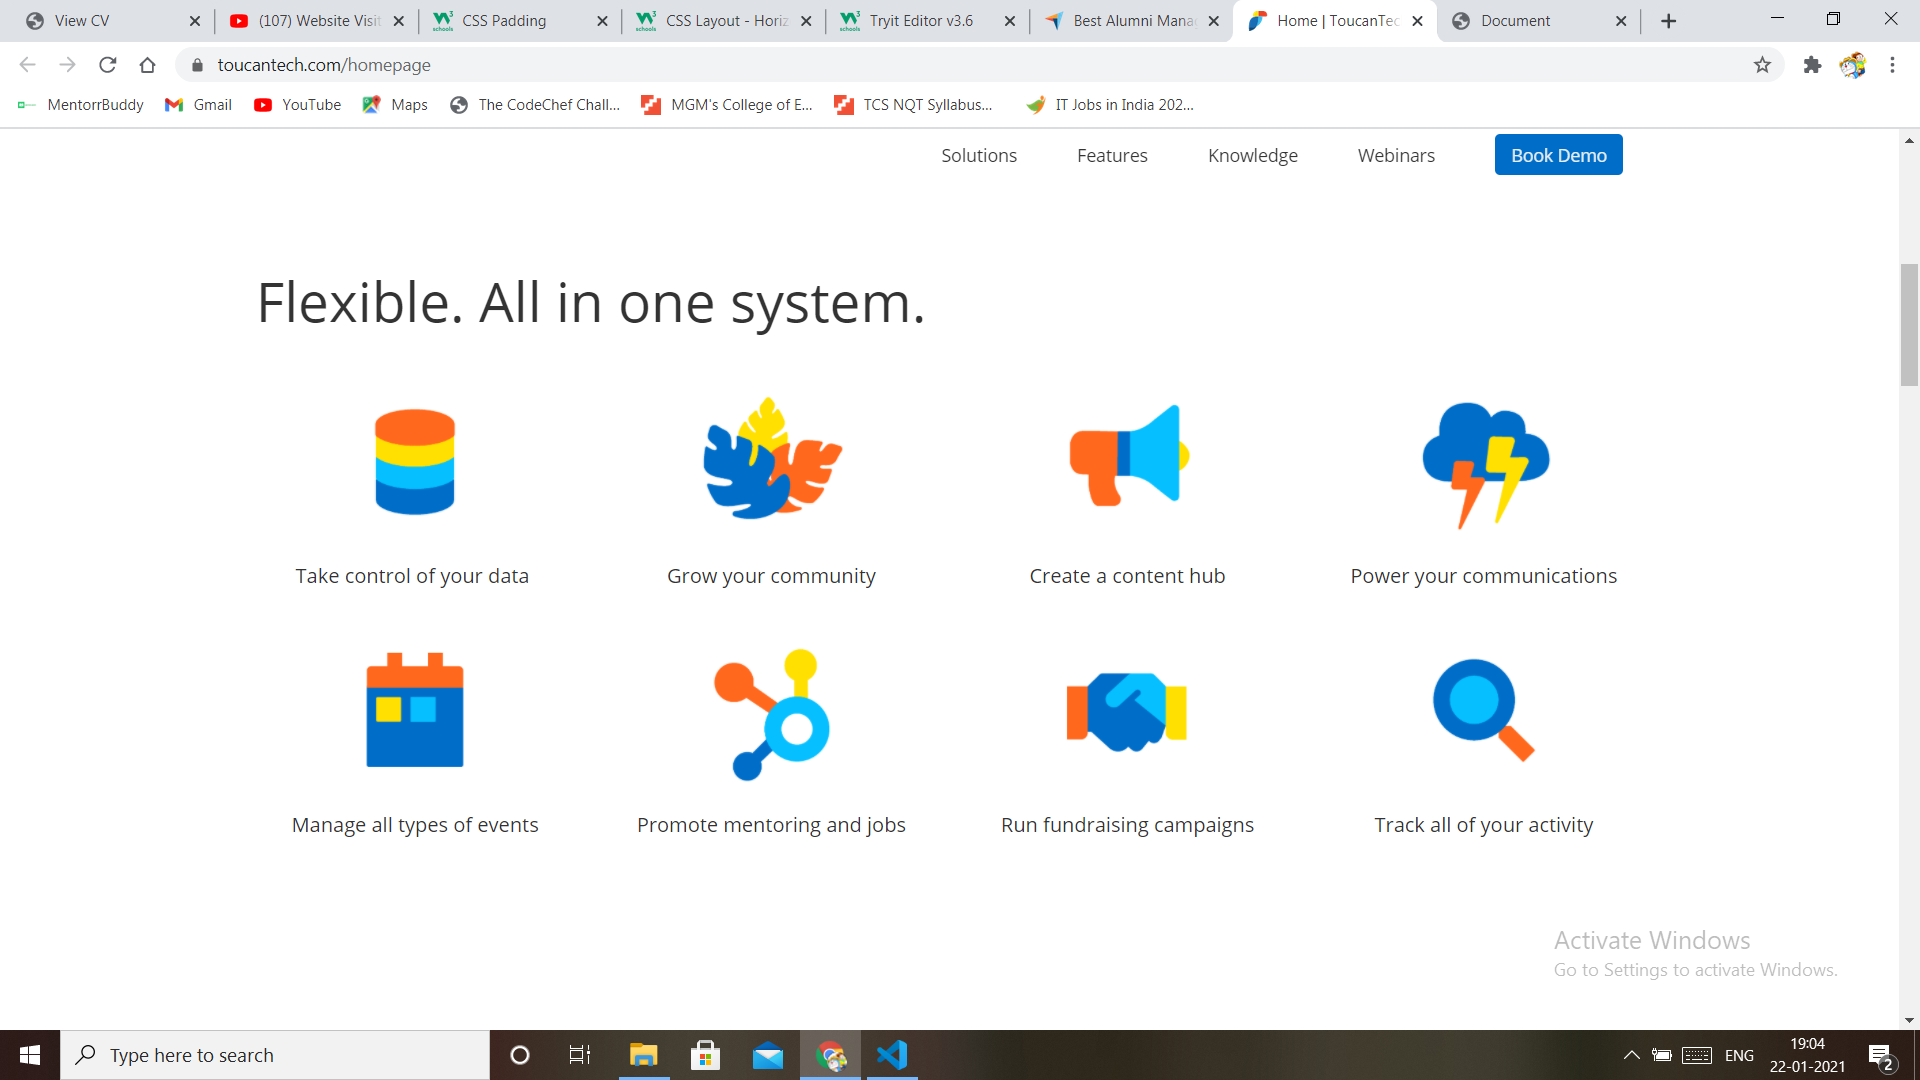 View CV
(107) Website Visit
CSS Padding
CSS Layout - Horiz
Tryit Editor v3.6
Best Alumni Mana
Home | ToucanTec
Document
toucantech.com/homepage
MentorrBuddy
Gmail
YouTube
Maps
The CodeChef Chall...
MGM's College of E...
TCS NQT Syllabus...
IT Jobs in India 202...
Solutions
Features
Knowledge
Webinars
Book Demo
Flexible. All in one system.
Take control of your data
Grow your community
Create a content hub
Power your communications
Manage all types of events
Promote mentoring and jobs
Run fundraising campaigns
Track all of your activity
Activate Windows
Go to Settings to activate Windows.
Type here to search
ENG
19:04
22-01-2021
2